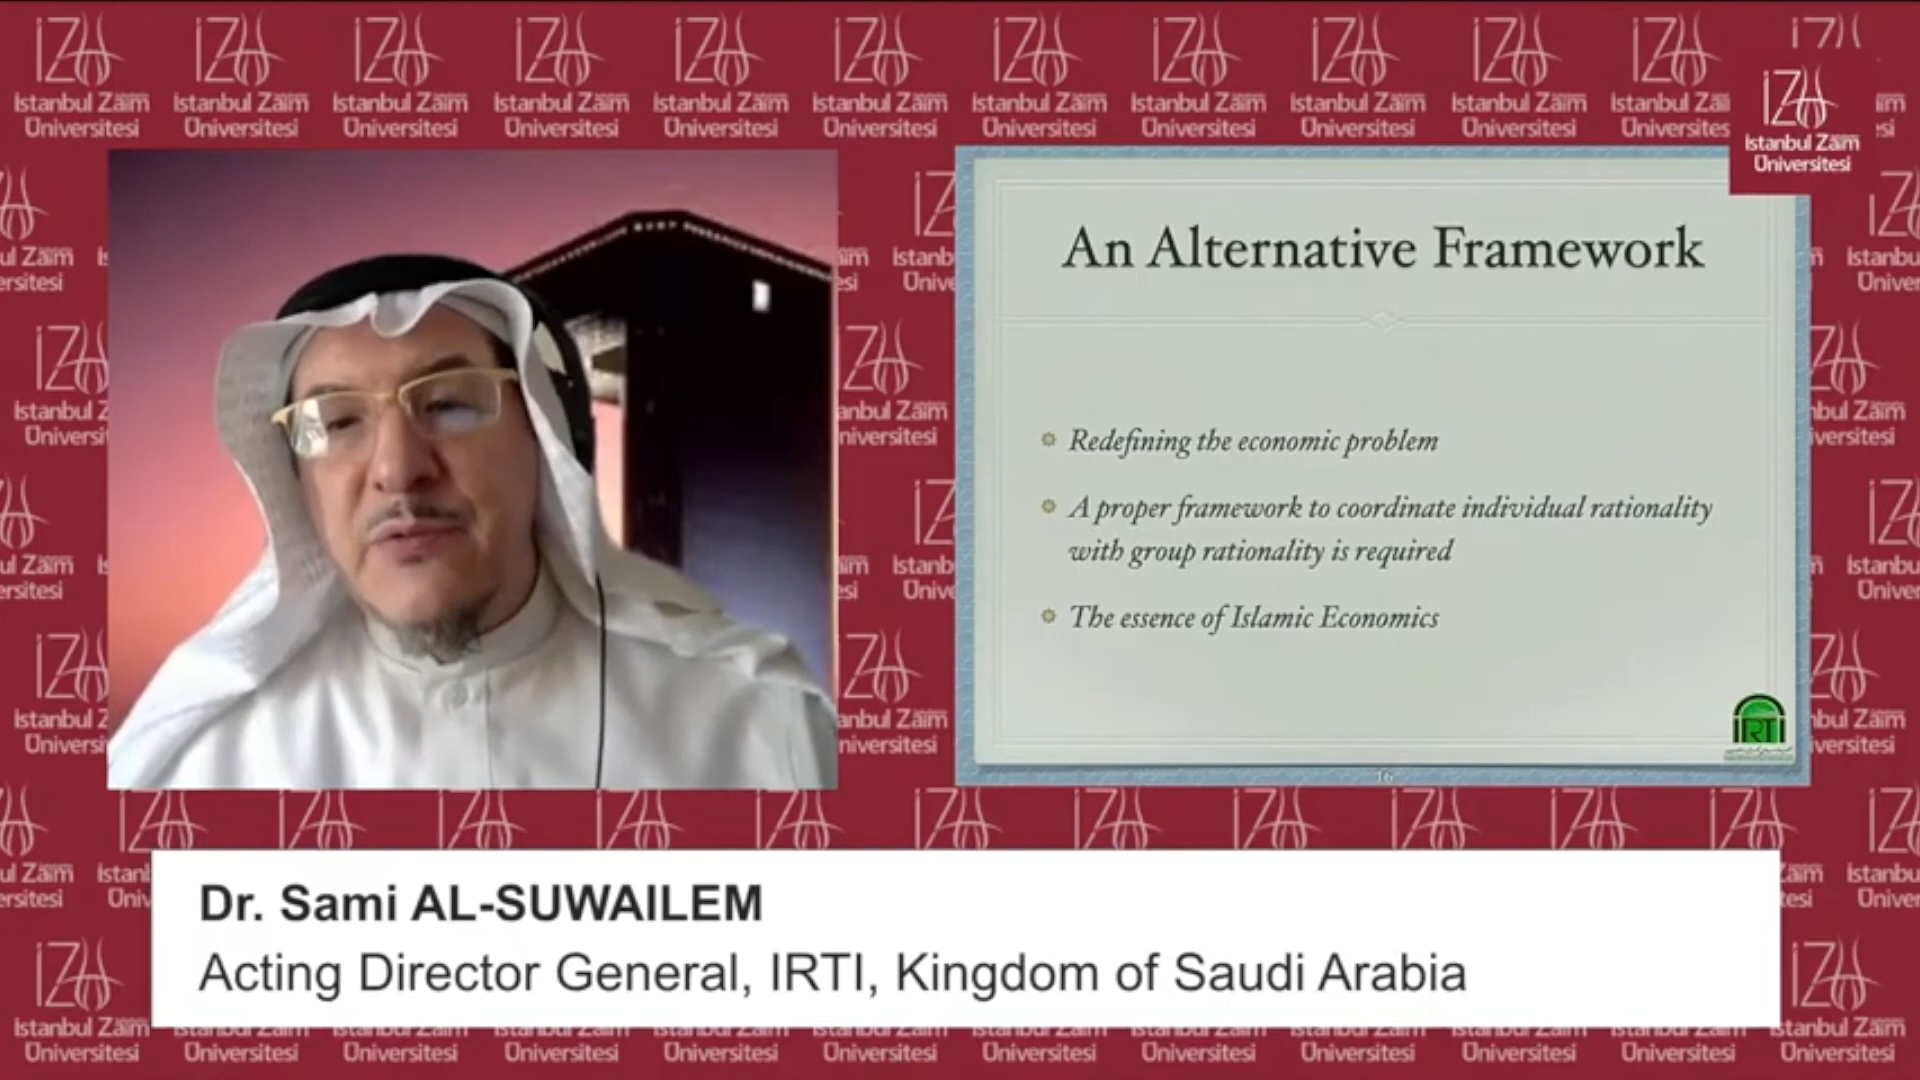 İZÜ
İstanbul Zaim
Üniversitesi
An Alternative Framework
Redefining the economic problem
A proper framework to coordinate individual rationality
with group rationality is required
The essence of Islamic Economics
IRTI
16
Dr. Sami AL-SUWAILEM
Acting Director General, IRTI, Kingdom of Saudi Arabia